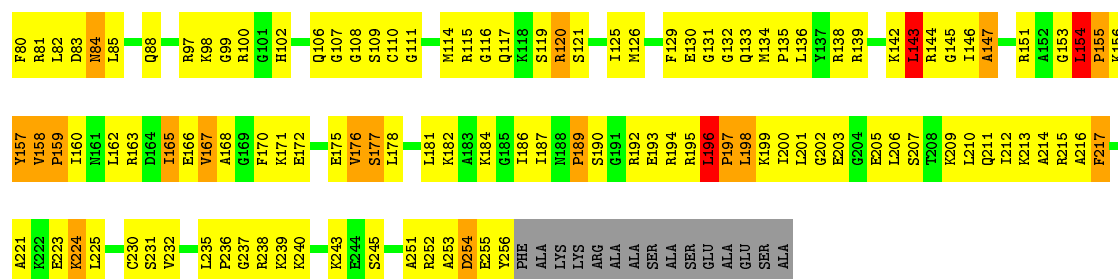 F80 R81 L82 D83 N84 L85 Q88 R97 K98 G99 R100 G101 H102 Q106 G107 G108 S109 C110 G111 M114 R115 G116 Q117 K118 S119 R120 S121 I125 M126 F129 E130 G131 G132 Q133 M134 P135 L136 Y137 R138 R139 K142 L143 R144 G145 I146 A147 R151 A152 G153 L154 P155 K156
Y157 V158 P159 I160 N161 L162 R163 D164 I165 E166 V167 A168 G169 F170 K171 E172 E175 V176 S177 L178 L181 K182 A183 K184 G185 I186 I187 N188 P189 S190 G191 R192 E193 R194 R195 L196 P197 L198 K199 I200 L201 G202 E203 G204 E205 L206 S207 T208 K209 L210 Q211 I212 K213 A214 R215 A216 F217
A221 K222 E223 K224 L225 C230 S231 V232 L235 P236 G237 R238 K239 K240 K243 E244 S245 A251 R252 A253 D254 E255 Y256 PHE ALA LYS LYS ARG ALA ALA SER ALA SER GLU ALA GLU SER ALA